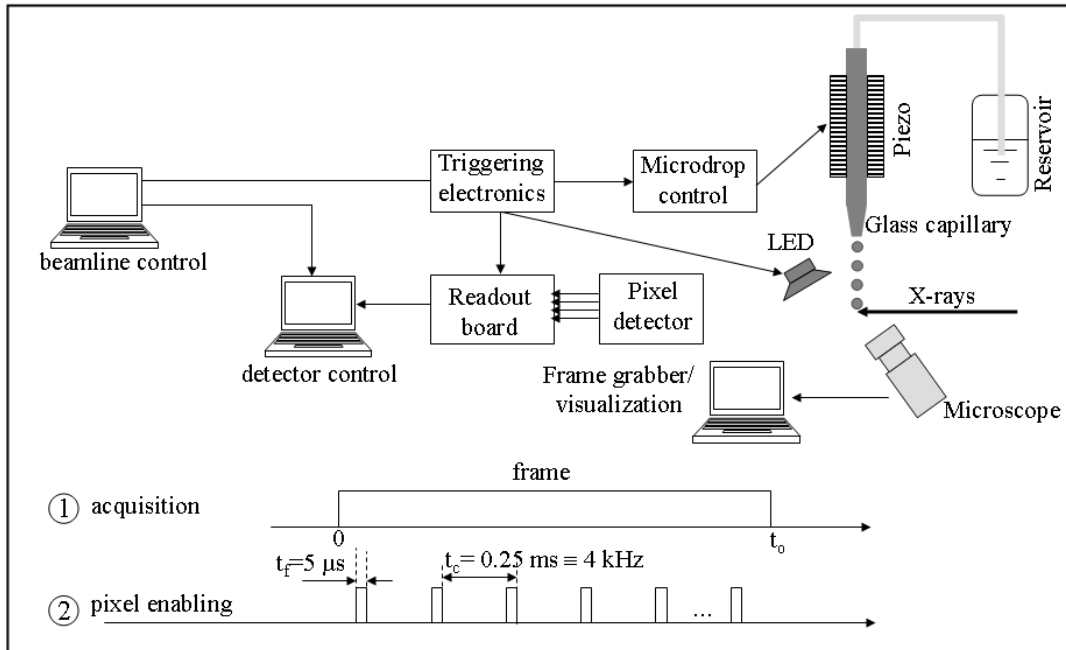 Triggering
electronics
Microdrop
control
Piezo
Reservoir
beamline control
Glass capillary
LED
X-rays
Readout
board
Pixel
detector
detector control
Frame grabber/
visualization
Microscope
frame
1 acquisition
0
t₀
t_f=5 μs
t_c= 0.25 ms ≡ 4 kHz
2 pixel enabling
...